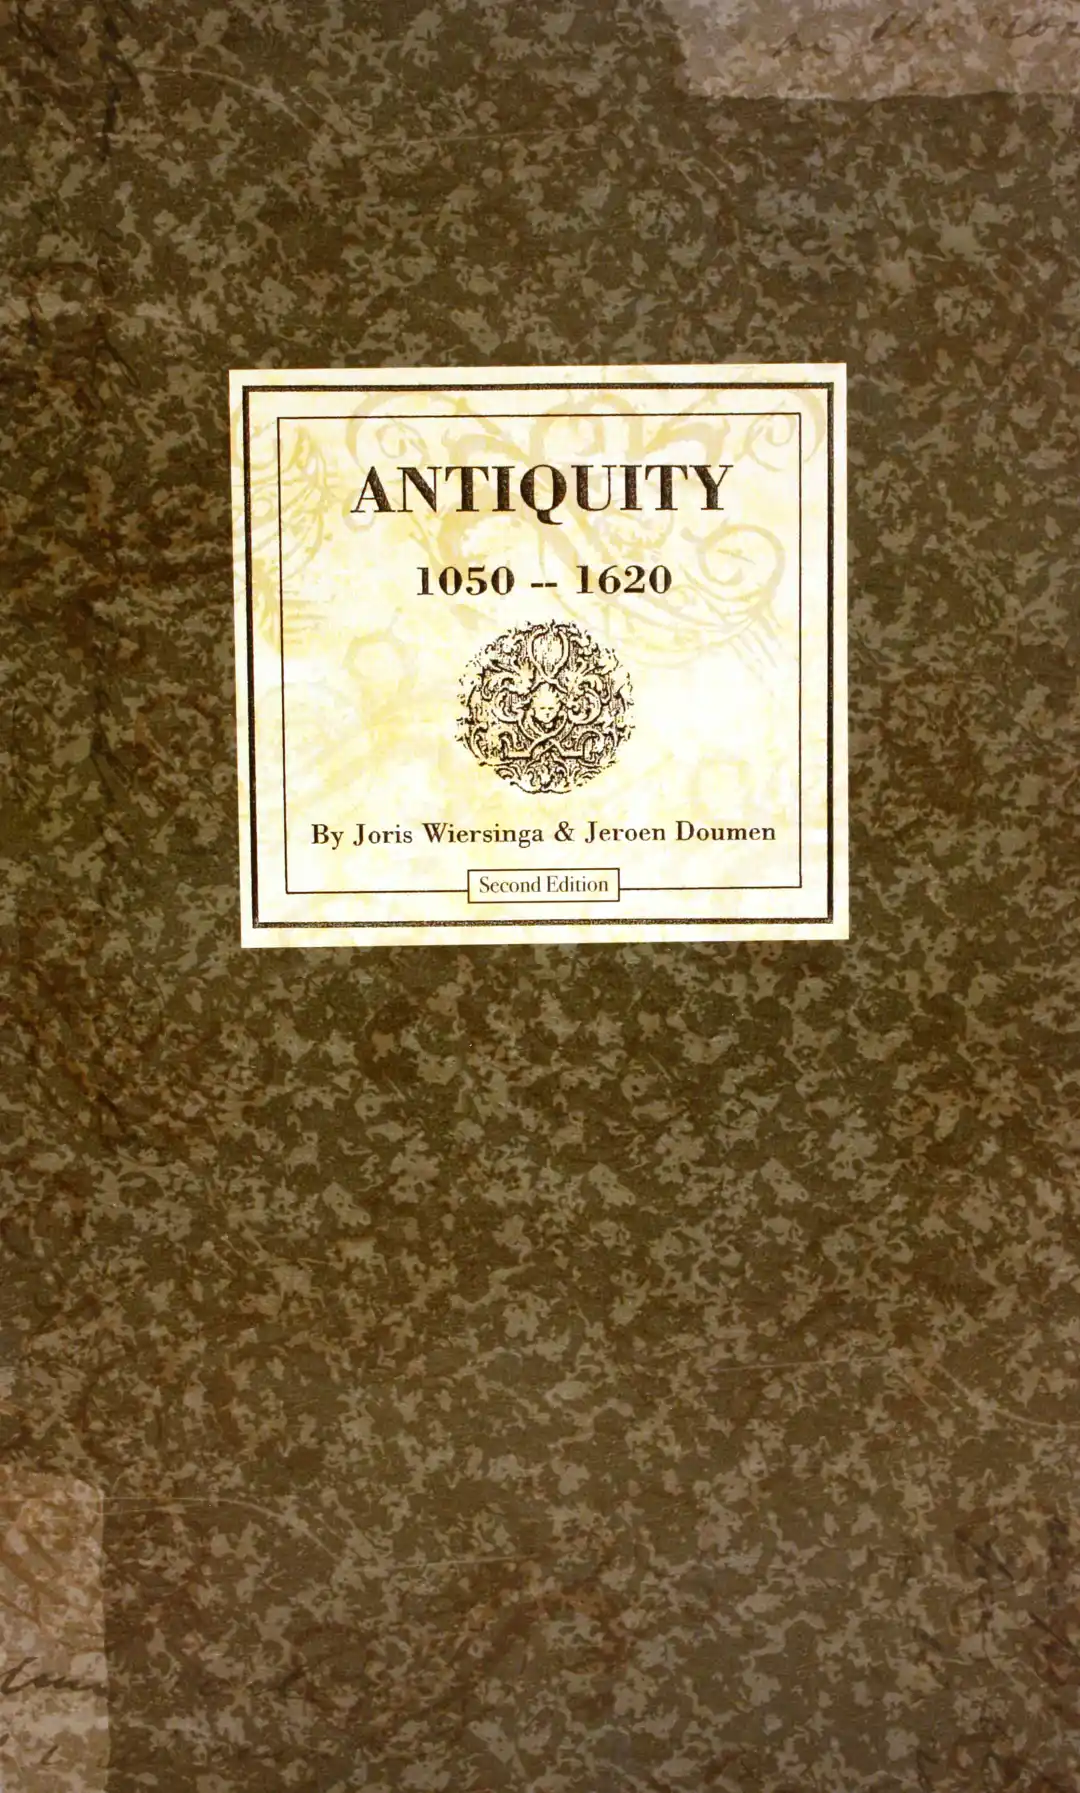 ANTIQUITY
1050 -- 1620
By Joris Wiersinga & Jeroen Doumen
Second Edition